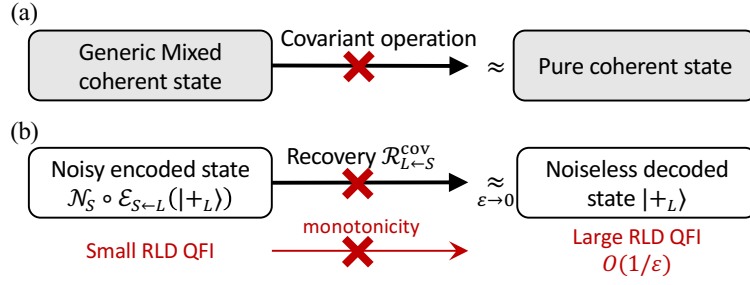 (a)
Generic Mixed
coherent state
Covariant operation
≈
Pure coherent state
(b)
Noisy encoded state
𝒩_S ∘ ℰ_{S←L}(|+_L⟩)
Recovery ℛ^{cov}_{L←S}
≈
ε→0
Noiseless decoded
state |+_L⟩
Small RLD QFI
monotonicity
Large RLD QFI
O(1/ε)